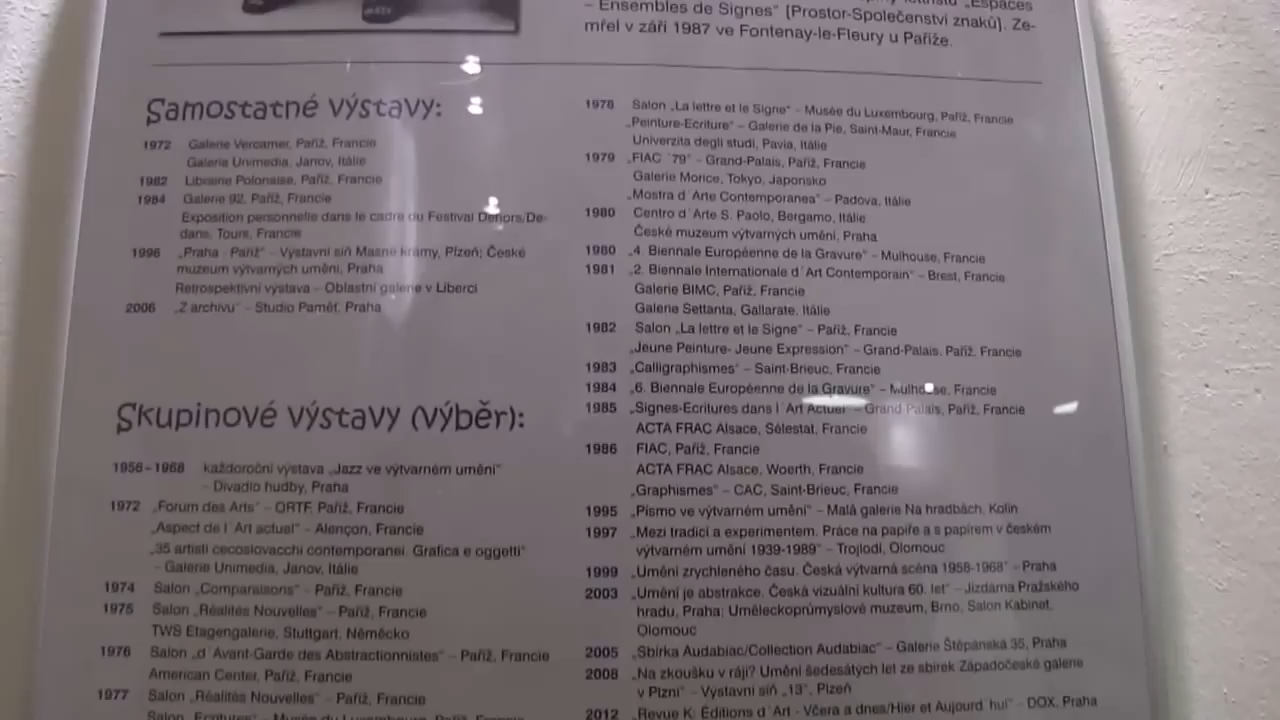 „Espaces
– Ensembles de Signes“ [Prostor-Společenství znaků]. Ze-
mřel v září 1987 ve Fontenay-le-Fleury u Paříže.
Samostatné výstavy:
1972 Galerie Vercamer, Paříž, Francie
Galerie Unimedia, Janov, Itálie
1982 Librairie Polonaise, Paříž, Francie
1984 Galerie 92, Paříž, Francie
Exposition personnelle dans le cadre du Festival Dehors/De-
dans, Tours, Francie
1996 „Praha - Paříž“ – Výstavní síň Masné krámy, Plzeň; České
muzeum výtvarných umění, Praha
Retrospektivní výstava – Oblastní galerie v Liberci
2006 „Z archivu“ – Studio Paměť, Praha
Skupinové výstavy (výběr):
1956–1968 každoroční výstava „Jazz ve výtvarném umění“
– Divadlo hudby, Praha
1972 „Forum des Arts“ – ORTF, Paříž, Francie
„Aspect de l´Art actuel“ – Alençon, Francie
„35 artisti cecoslovacchi contemporanei. Grafica e oggetti“
– Galerie Unimedia, Janov, Itálie
1974 Salon „Comparaisons“ – Paříž, Francie
1975 Salon „Réalités Nouvelles“ – Paříž, Francie
TWS Etagengalerie, Stuttgart, Německo
1976 Salon „d´Avant-Garde des Abstractionnistes“ – Paříž, Francie
American Center, Paříž, Francie
1977 Salon „Réalités Nouvelles“ – Paříž, Francie
Salon „Ecritures“ – Musée du Luxembourg, Paříž, Francie
1978 Salon „La lettre et le Signe“ – Musée du Luxembourg, Paříž, Francie
„Peinture-Ecriture“ – Galerie de la Pie, Saint-Maur, Francie
Univerzita degli studi, Pavia, Itálie
1979 „FIAC ´79“ – Grand-Palais, Paříž, Francie
Galerie Morice, Tokyo, Japonsko
„Mostra d´Arte Contemporanea“ – Padova, Itálie
1980 Centro d´Arte S. Paolo, Bergamo, Itálie
České muzeum výtvarných umění, Praha
1980 „4. Biennale Européenne de la Gravure“ – Mulhouse, Francie
1981 „2. Biennale Internationale d´Art Contemporain“ – Brest, Francie
Galerie BIMC, Paříž, Francie
Galerie Settanta, Gallarate, Itálie
1982 Salon „La lettre et le Signe“ – Paříž, Francie
„Jeune Peinture- Jeune Expression“ – Grand-Palais, Paříž, Francie
1983 „Calligraphismes“ – Saint-Brieuc, Francie
1984 „6. Biennale Européenne de la Gravure“ – Mulhouse, Francie
1985 „Signes-Ecritures dans l´Art Actuel“ – Grand Palais, Paříž, Francie
ACTA FRAC Alsace, Sélestat, Francie
1986 FIAC, Paříž, Francie
ACTA FRAC Alsace, Woerth, Francie
„Graphismes“ – CAC, Saint-Brieuc, Francie
1995 „Písmo ve výtvarném umění“ – Malá galerie Na hradbách, Kolín
1997 „Mezi tradicí a experimentem. Práce na papíře a s papírem v českém
výtvarném umění 1939-1989“ – Trojlodí, Olomouc
1999 „Umění zrychleného času. Česká výtvarná scéna 1958-1968“ – Praha
2003 „Umění je abstrakce. Česká vizuální kultura 60. let“ – Jízdárna Pražského
hradu, Praha; Uměleckoprůmyslové muzeum, Brno, Salon Kabinet,
Olomouc
2005 „Sbírka Audabiac/Collection Audabiac“ – Galerie Štěpánská 35, Praha
2008 „Na zkoušku v ráji? Umění šedesátých let ze sbírek Západočeské galerie
v Plzni“ – Výstavní síň „13“, Plzeň
2012 „Revue K: Éditions d´Art - Včera a dnes/Hier et Aujourd´hui“ – DOX, Praha